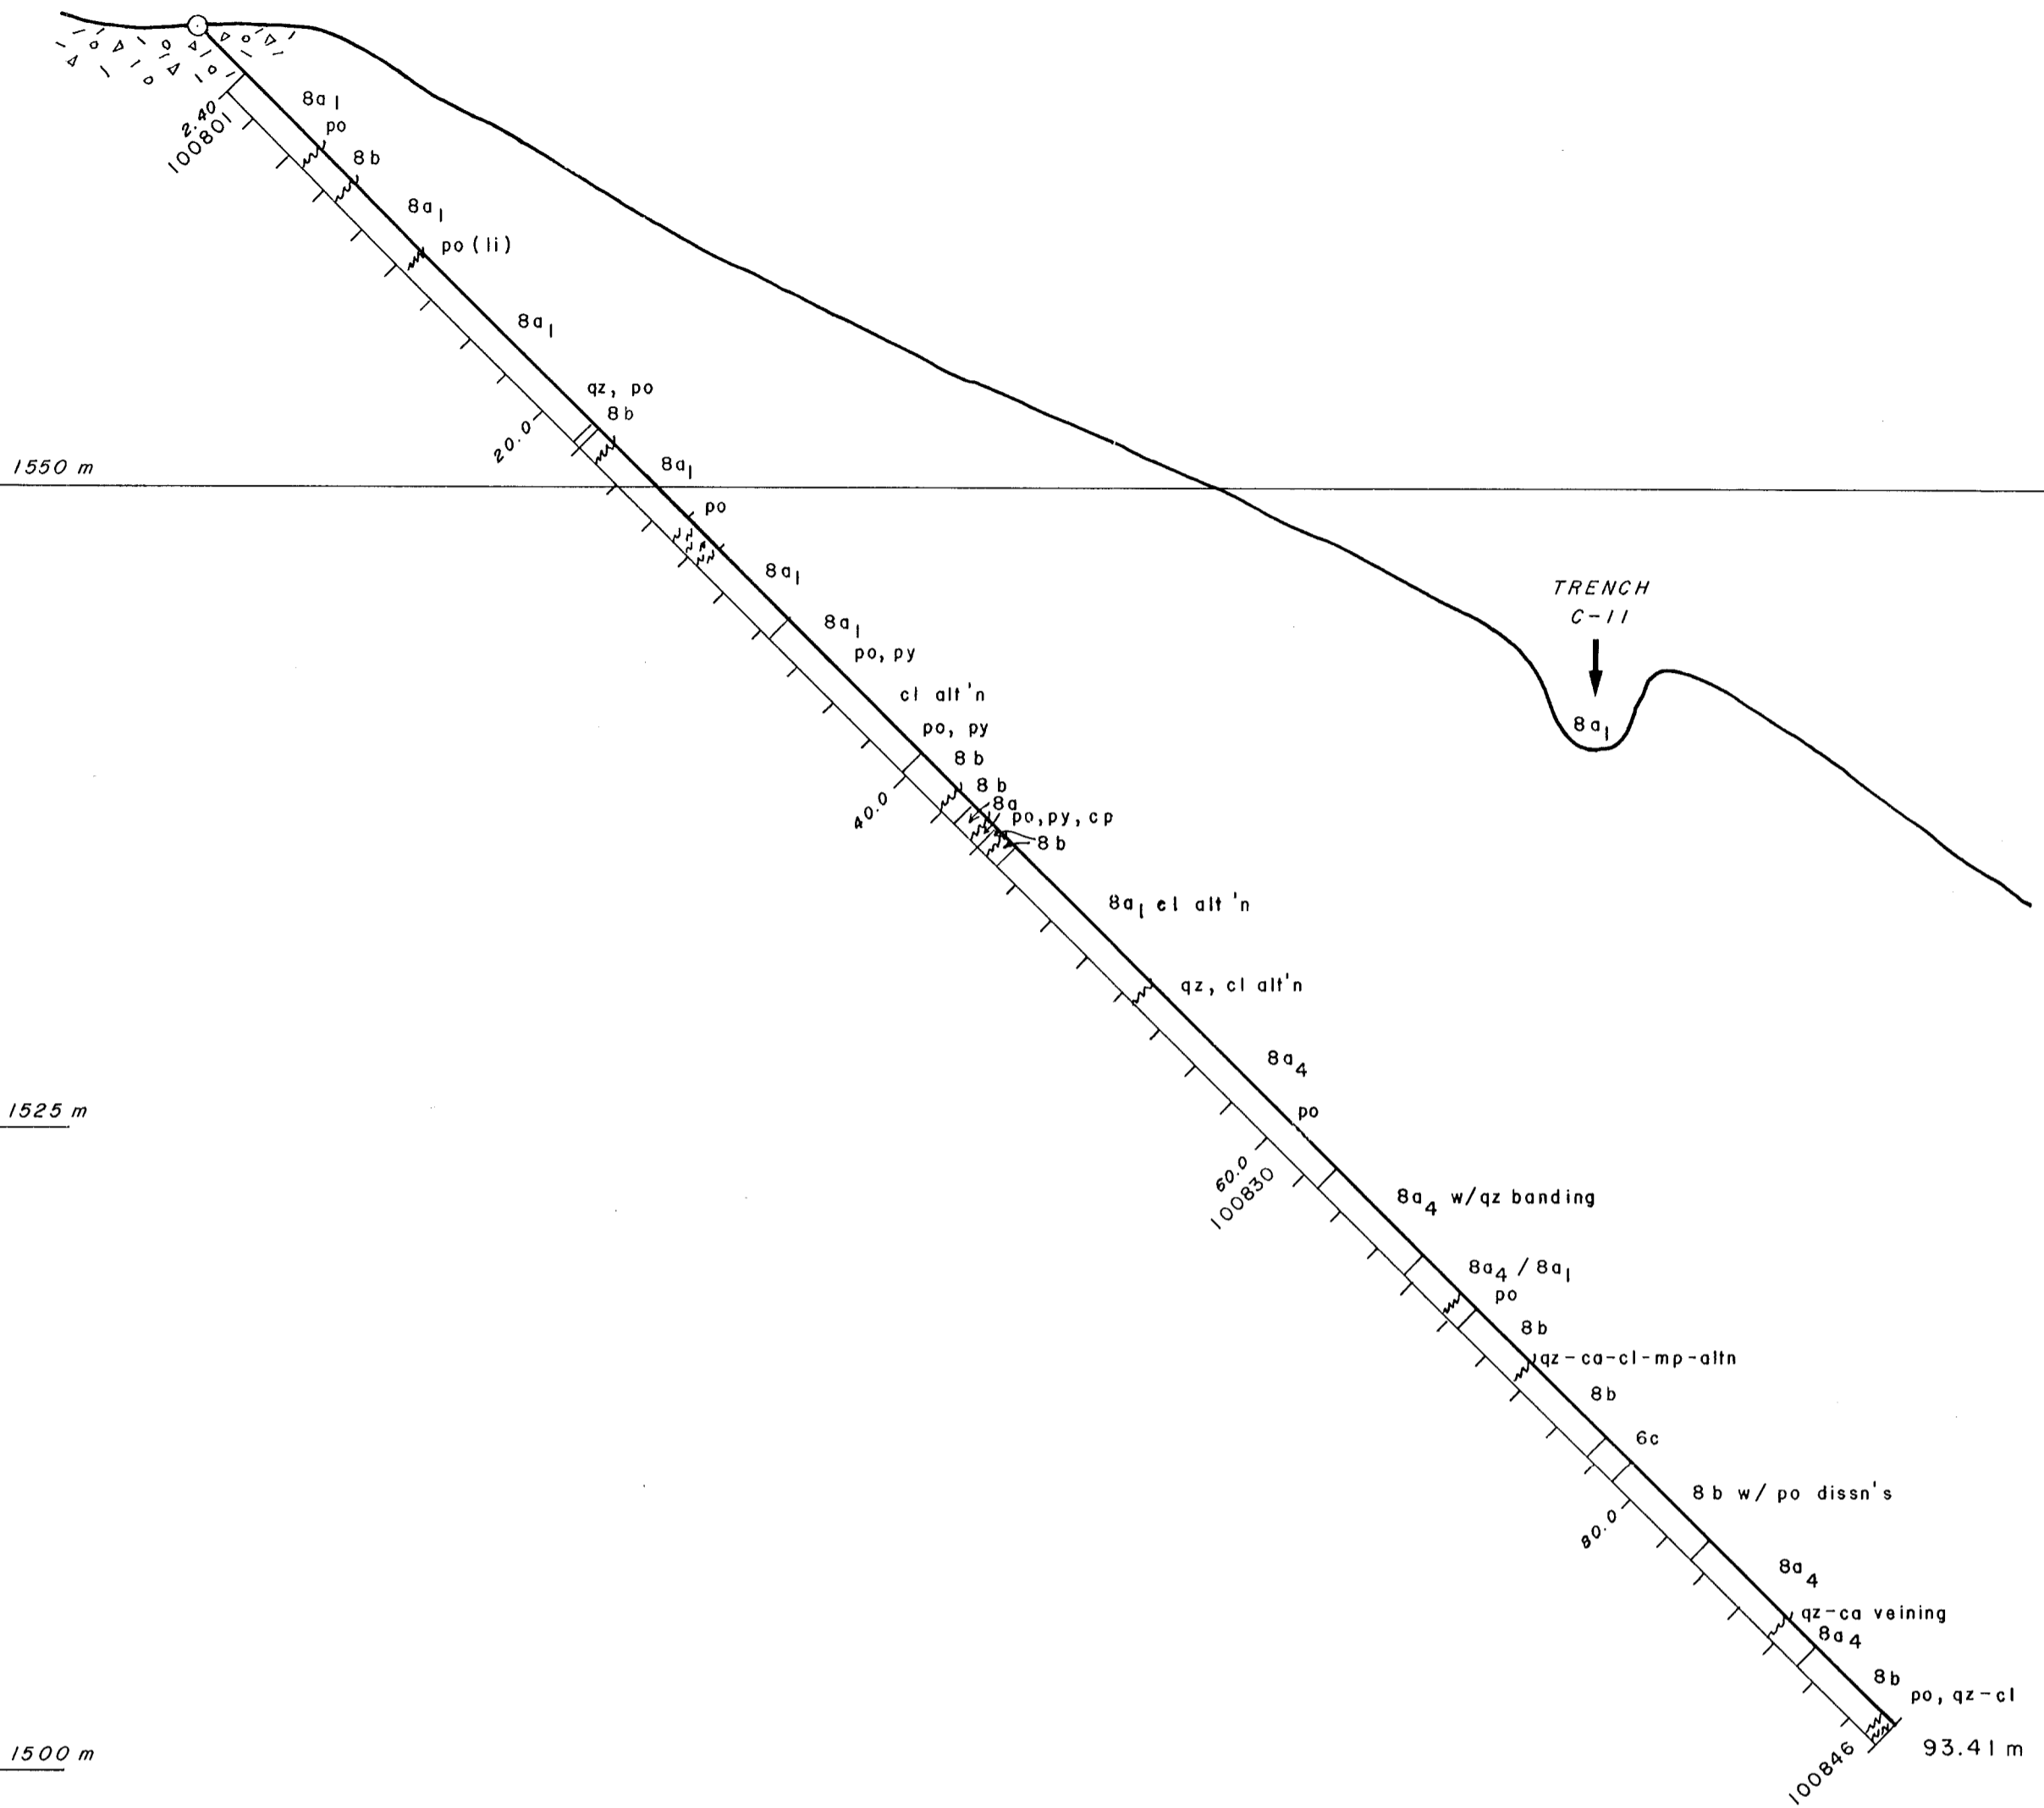 8a1
po
2.40
100801
8b
8a1
po (li)
8a1
qz, po
8b
20.0
1550 m
8a1
po
8a1
TRENCH
C-11
8a1
8a1
po, py
cl alt'n
po, py
8b
8b
8a
po, py, cp
8b
40.0
8a1 cl alt'n
qz, cl alt'n
8a4
po
1525 m
60.0
100830
8a4 w/qz banding
8a4 / 8a1
po
8b
qz-ca-cl-mp-altn
8b
6c
8b w/ po dissn's
80.0
8a4
qz-ca veining
8a4
8b
po, qz-cl
93.41 m
1500 m
100846